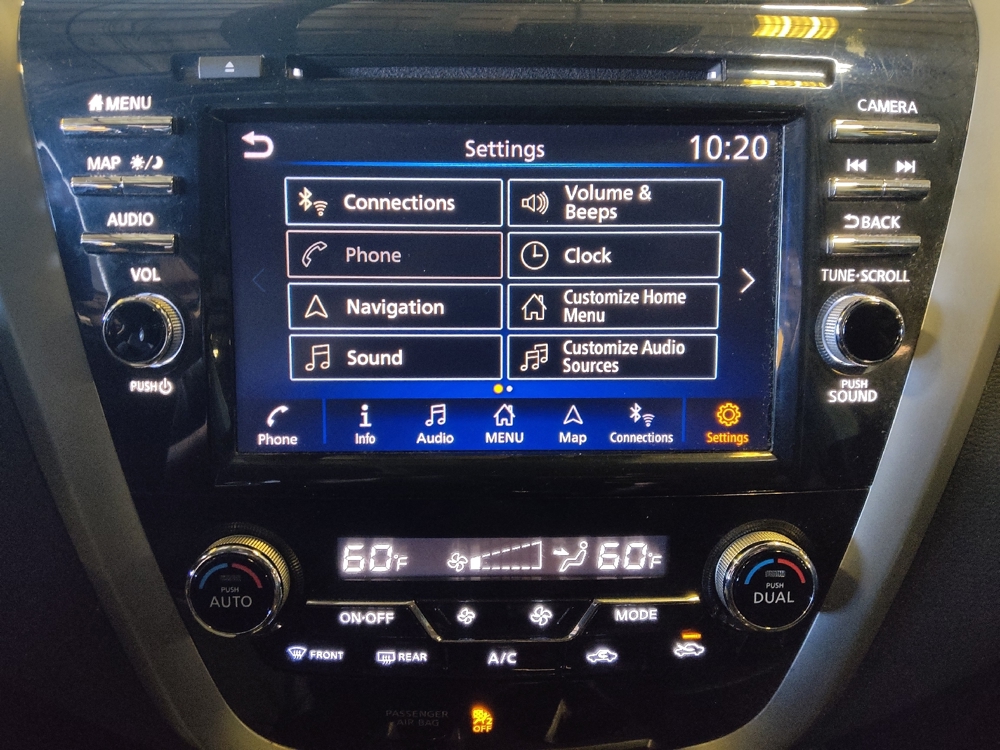 MENU
CAMERA
Settings
10:20
MAP
Connections
Volume &
Beeps
AUDIO
BACK
Phone
Clock
VOL
TUNE·SCROLL
Navigation
Customize Home
Menu
Sound
Customize Audio
Sources
PUSH
PUSH
SOUND
Phone
Info
Audio
MENU
Map
Connections
Settings
60°F
60°F
PUSH
AUTO
PUSH
DUAL
ON·OFF
MODE
FRONT
REAR
A/C
PASSENGER
AIR BAG
OFF